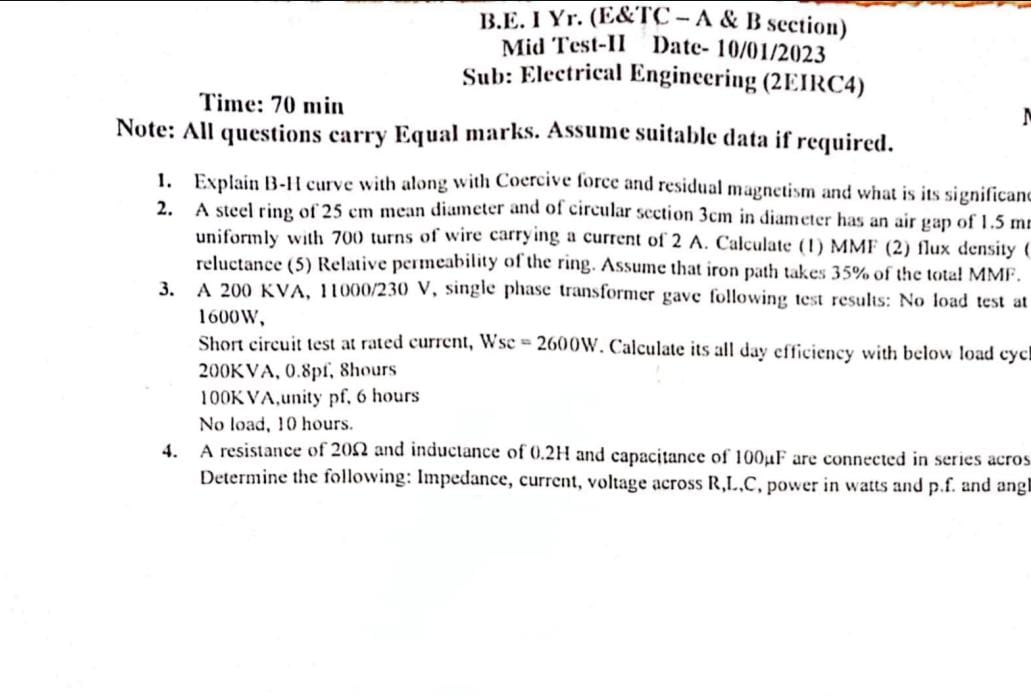 B.E. I Yr. (E&TC – A & B section)
Mid Test-II Date- 10/01/2023
Sub: Electrical Engineering (2EIRC4)
Time: 70 min
Note: All questions carry Equal marks. Assume suitable data if required.
1. Explain B-H curve with along with Coercive force and residual magnetism and what is its significanc
2. A steel ring of 25 cm mean diameter and of circular section 3cm in diameter has an air gap of 1.5 m
uniformly with 700 turns of wire carrying a current of 2 A. Calculate (1) MMF (2) flux density (
reluctance (5) Relative permeability of the ring. Assume that iron path takes 35% of the total MMF.
3. A 200 KVA, 11000/230 V, single phase transformer gave following test results: No load test at
1600W,
Short circuit test at rated current, Wsc = 2600W. Calculate its all day efficiency with below load cycl
200KVA, 0.8pf, 8hours
100KVA,unity pf, 6 hours
No load, 10 hours.
4. A resistance of 20Ω and inductance of 0.2H and capacitance of 100μF are connected in series acros
Determine the following: Impedance, current, voltage across R,L,C, power in watts and p.f. and angl